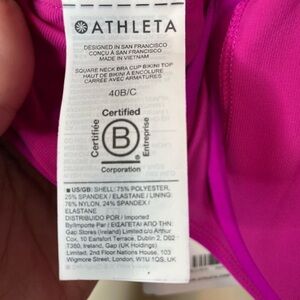 ATHLETA
DESIGNED IN SAN FRANCISCO
CONÇU À SAN FRANCISCO
MADE IN VIETNAM
SQUARE NECK BRA CUP BIKINI TOP
HAUT DE BIKINI À ENCOLURE
CARRÉE AVEC ARMATURES
40B/C
Certified
Certifiée
B
Entreprise
Corporation
■ US/GB: SHELL: 75% POLYESTER,
25% SPANDEX / ELASTANE / LINING:
76% NYLON, 24% SPANDEX /
ELASTANE
DISTRIBUIDO POR / Imported
By/Importe Par / ΕΙΣΑΓΕΤΑΙ ΑΠΟ ΤΗΝ:
Gap Stores (Ireland) Limited c/o Arthur
Cox, 10 Earlsfort Terrace, Dublin 2, D02
T380, Ireland, Gap (UK Holdings)
Limited, 2nd Floor Nations House, 103
Wigmore Street, London, W1U 1QS, UK